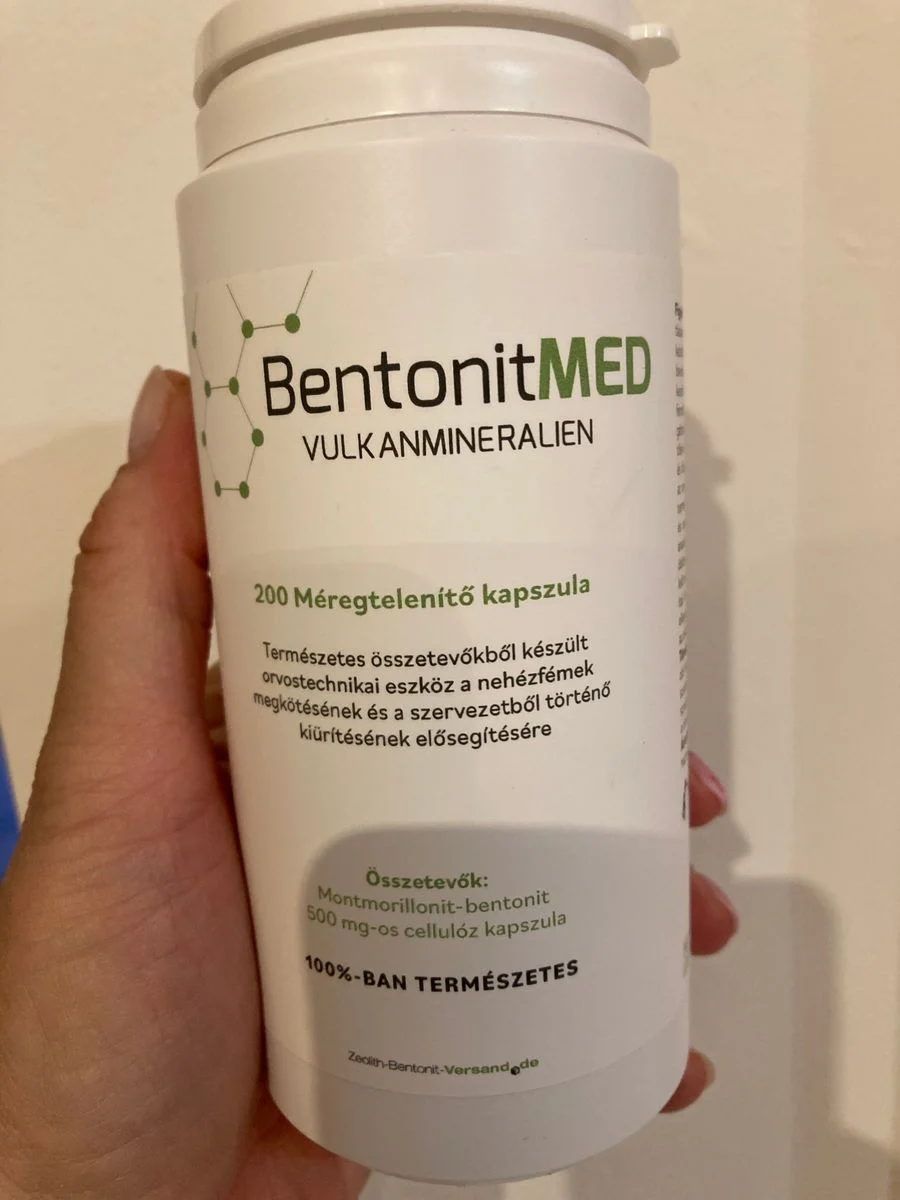 BentonitMED
VULKANMINERALIEN
200 Méregtelenítő kapszula
Természetes összetevőkből készült
orvostechnikai eszköz a nehézfémek
megkötésének és a szervezetből történő
kiürítésének elősegítésére
Összetevők:
Montmorillonit-bentonit
500 mg-os cellulóz kapszula
100%-BAN TERMÉSZETES
Zeolith-Bentonit-Versand.de